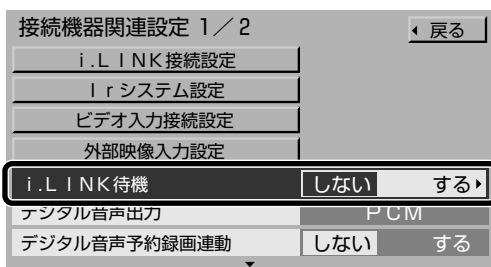 接続機器関連設定 1／2
戻る
ｉ.ＬＩＮＫ接続設定
Ｉｒシステム設定
ビデオ入力接続設定
外部映像入力設定
ｉ.ＬＩＮＫ待機 しない する
デジタル音声出力 ＰＣＭ
デジタル音声予約録画連動 しない する